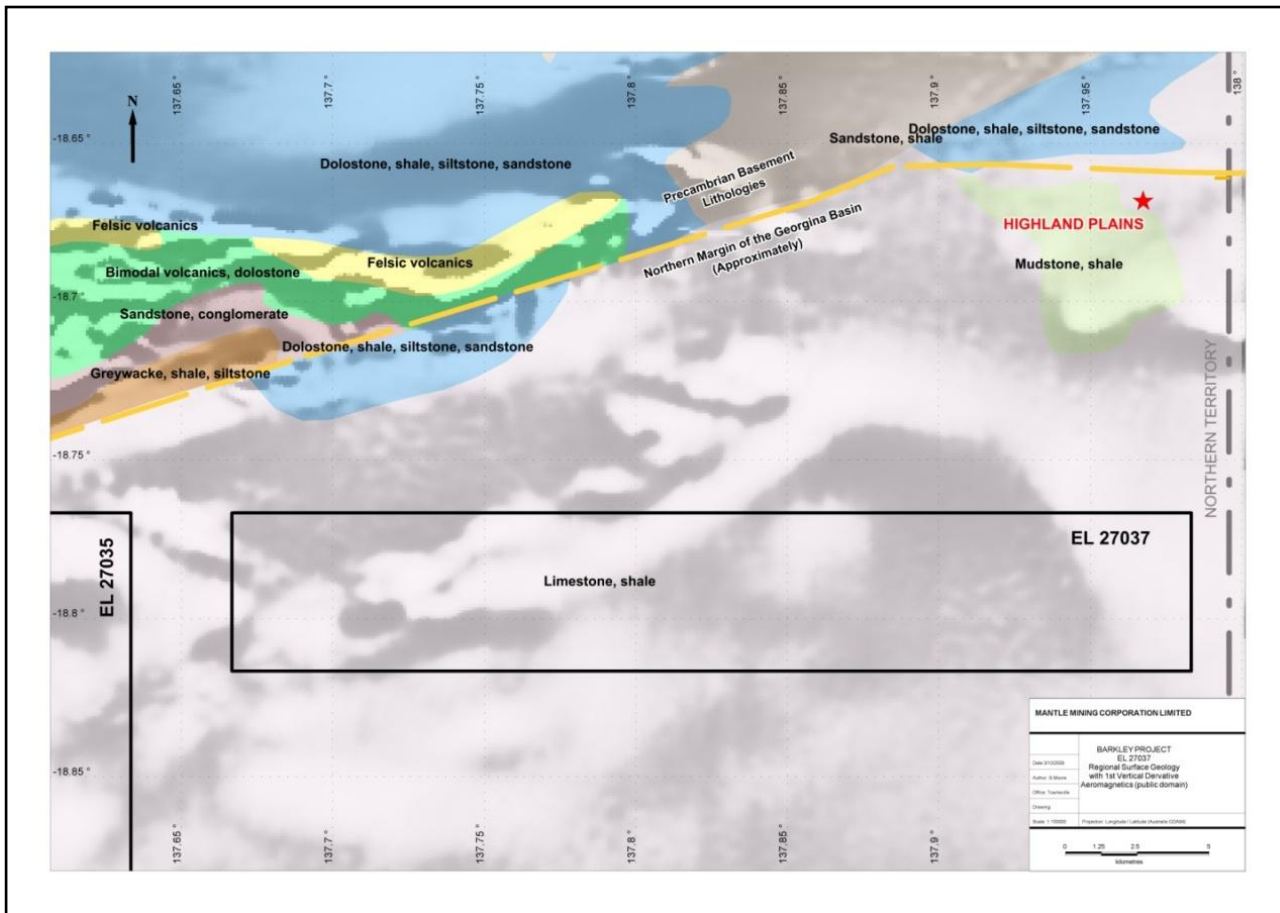 137.65 °
137.7 °
137.75 °
137.8 °
137.85 °
137.9 °
137.95 °
138 °
N
-18.65 °
Dolostone, shale, siltstone, sandstone
Sandstone, shale
Dolostone, shale, siltstone, sandstone
Precambrian Basement
Lithologies
Felsic volcanics
Felsic volcanics
Northern Margin of the Georgina Basin
(Approximately)
HIGHLAND PLAINS
Mudstone, shale
Bimodal volcanics, dolostone
-18.7 °
Sandstone, conglomerate
Dolostone, shale, siltstone, sandstone
Greywacke, shale, siltstone
NORTHERN TERRITORY
-18.75 °
EL 27035
EL 27037
Limestone, shale
-18.8 °
-18.85 °
137.65 °
137.7 °
137.75 °
137.8 °
137.85 °
137.9 °
MANTLE MINING CORPORATION LIMITED
BARKLEY PROJECT
EL 27037
Regional Surface Geology
with 1st Vertical Dervative
Aeromagnetics (public domain)
Office: Townsville
Drawing:
0 1.25 2.5 5
kilometres